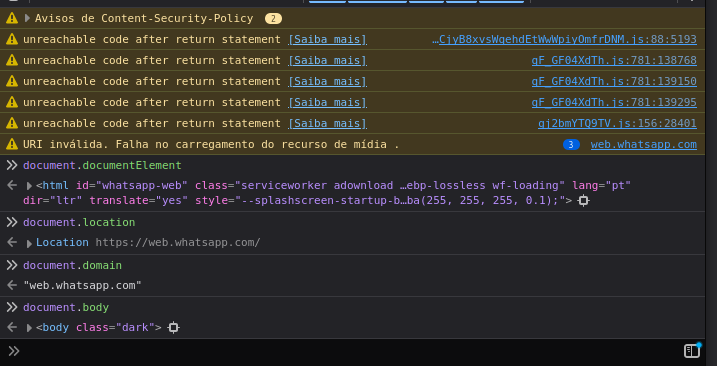 Avisos de Content-Security-Policy 2
unreachable code after return statement [Saiba mais] …CjyB8xvsWqehdEtWwWpiyOmfrDNM.js:88:5193
unreachable code after return statement [Saiba mais] qF_GF04XdTh.js:781:138768
unreachable code after return statement [Saiba mais] qF_GF04XdTh.js:781:139150
unreachable code after return statement [Saiba mais] qF_GF04XdTh.js:781:139295
unreachable code after return statement [Saiba mais] qj2bmYTQ9TV.js:156:28401
URI inválida. Falha no carregamento do recurso de mídia . 3 web.whatsapp.com
document.documentElement
<html id="whatsapp-web" class="serviceworker adownload …ebp-lossless wf-loading" lang="pt"
dir="ltr" translate="yes" style="--splashscreen-startup-b…ba(255, 255, 255, 0.1);">
document.location
Location https://web.whatsapp.com/
document.domain
"web.whatsapp.com"
document.body
<body class="dark">